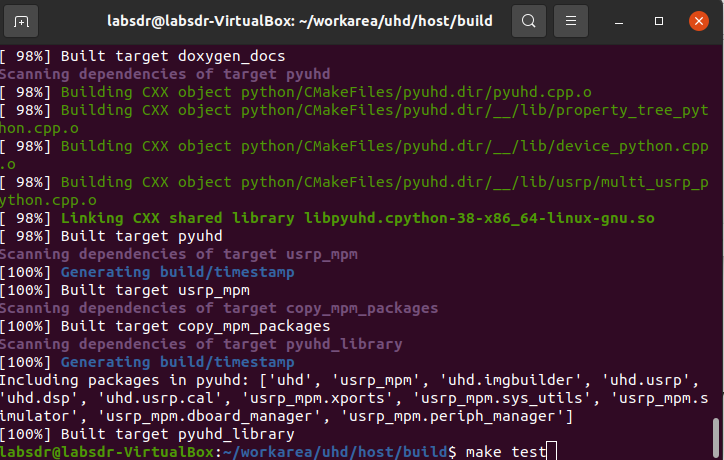 labsdr@labsdr-VirtualBox: ~/workarea/uhd/host/build
[ 98%] Built target doxygen_docs
Scanning dependencies of target pyuhd
[ 98%] Building CXX object python/CMakeFiles/pyuhd.dir/pyuhd.cpp.o
[ 98%] Building CXX object python/CMakeFiles/pyuhd.dir/__/lib/property_tree_pyt
hon.cpp.o
[ 98%] Building CXX object python/CMakeFiles/pyuhd.dir/__/lib/device_python.cpp
.o
[ 98%] Building CXX object python/CMakeFiles/pyuhd.dir/__/lib/usrp/multi_usrp_p
ython.cpp.o
[ 98%] Linking CXX shared library libpyuhd.cpython-38-x86_64-linux-gnu.so
[ 98%] Built target pyuhd
Scanning dependencies of target usrp_mpm
[100%] Generating build/timestamp
[100%] Built target usrp_mpm
Scanning dependencies of target copy_mpm_packages
[100%] Built target copy_mpm_packages
Scanning dependencies of target pyuhd_library
[100%] Generating build/timestamp
Including packages in pyuhd: ['uhd', 'usrp_mpm', 'uhd.imgbuilder', 'uhd.usrp',
'uhd.dsp', 'uhd.usrp.cal', 'usrp_mpm.xports', 'usrp_mpm.sys_utils', 'usrp_mpm.s
imulator', 'usrp_mpm.dboard_manager', 'usrp_mpm.periph_manager']
[100%] Built target pyuhd_library
labsdr@labsdr-VirtualBox:~/workarea/uhd/host/build$ make test